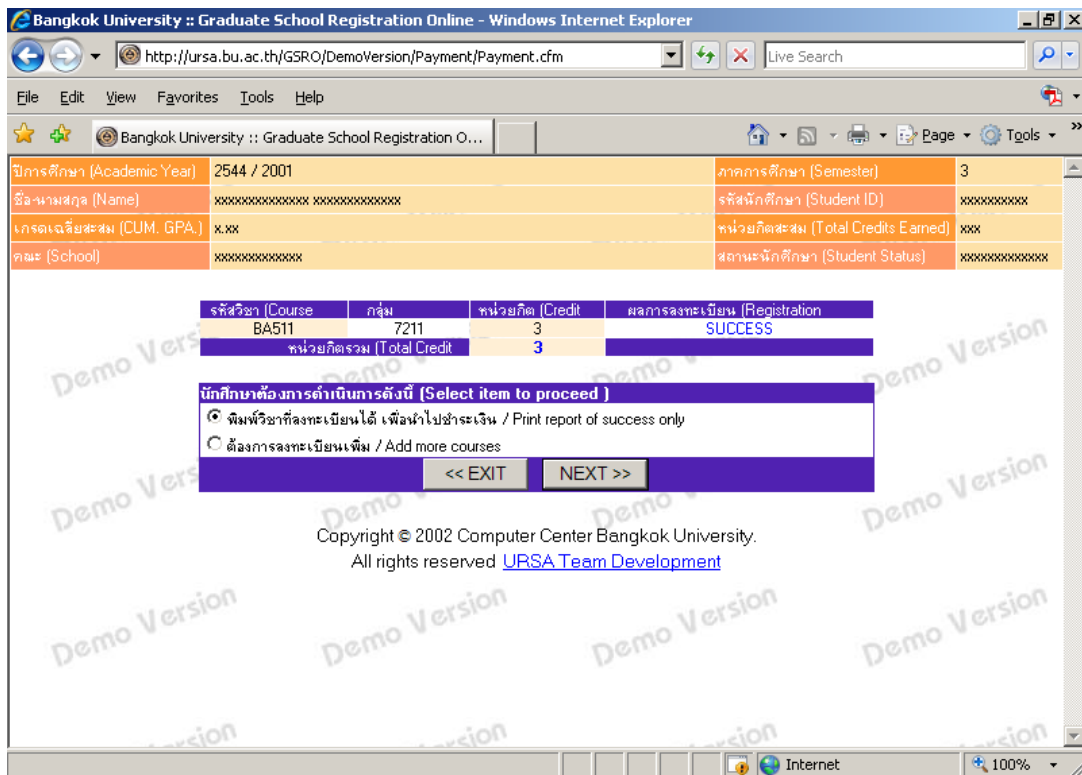 Bangkok University :: Graduate School Registration Online - Windows Internet Explorer
http://ursa.bu.ac.th/GSRO/DemoVersion/Payment/Payment.cfm Live Search
File Edit View Favorites Tools Help
Bangkok University :: Graduate School Registration O... Page Tools »
ปีการศึกษา (Academic Year) 2544 / 2001 ภาคการศึกษา (Semester) 3
ชื่อ-นามสกุล (Name) xxxxxxxxxxxxxx xxxxxxxxxxxxx รหัสนักศึกษา (Student ID) xxxxxxxxxx
เกรดเฉลี่ยสะสม (CUM. GPA.) x.xx หน่วยกิตสะสม (Total Credits Earned) xxx
คณะ (School) xxxxxxxxxxxxx สถานะนักศึกษา (Student Status) xxxxxxxxxxxxx
รหัสวิชา (Course กลุ่ม หน่วยกิต (Credit ผลการลงทะเบียน (Registration
BA511 7211 3 SUCCESS
หน่วยกิตรวม (Total Credit 3
นักศึกษาต้องการดำเนินการดังนี้ (Select item to proceed )
พิมพ์วิชาที่ลงทะเบียนได้ เพื่อนำไปชำระเงิน / Print report of success only
ต้องการลงทะเบียนเพิ่ม / Add more courses
<< EXIT NEXT >>
Copyright © 2002 Computer Center Bangkok University.
All rights reserved URSA Team Development
Demo Version Demo Version Demo Version Demo Version
Internet 100%